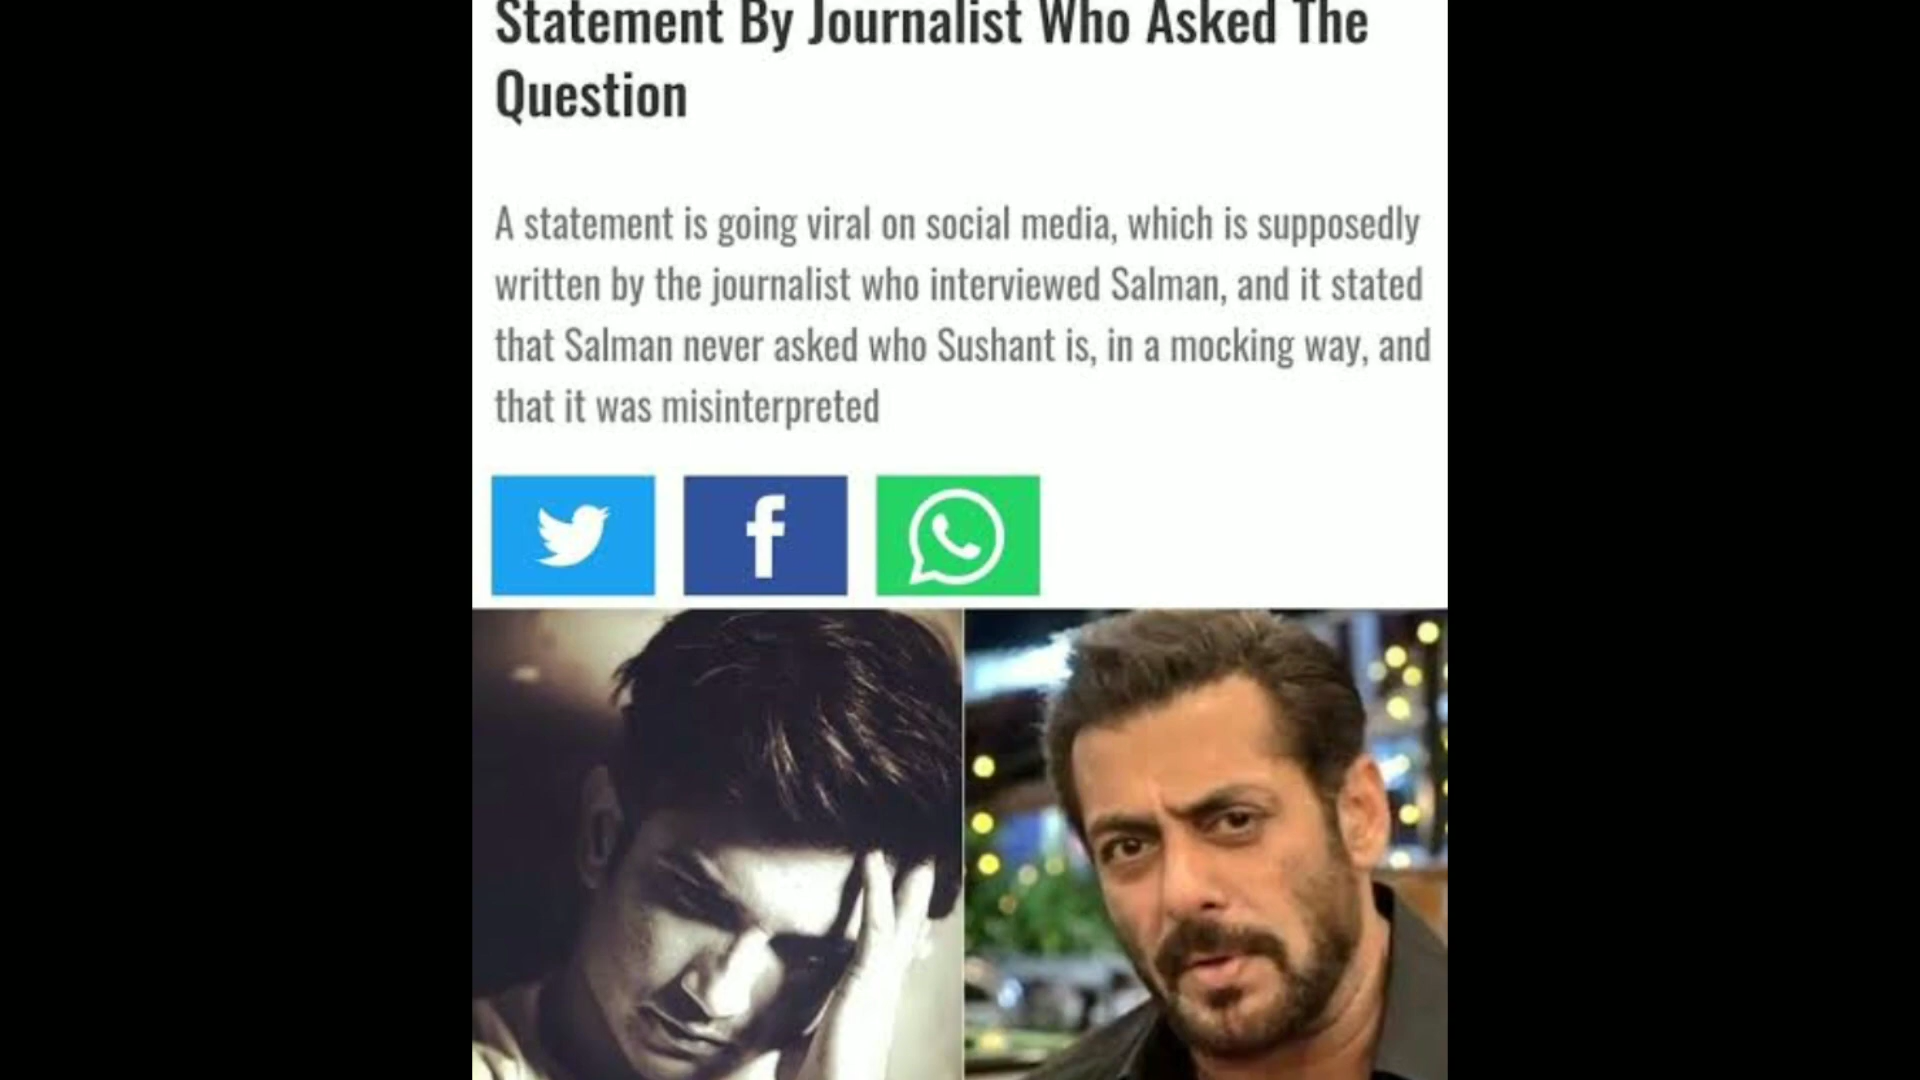 Statement By Journalist Who Asked The
Question
A statement is going viral on social media, which is supposedly
written by the journalist who interviewed Salman, and it stated
that Salman never asked who Sushant is, in a mocking way, and
that it was misinterpreted